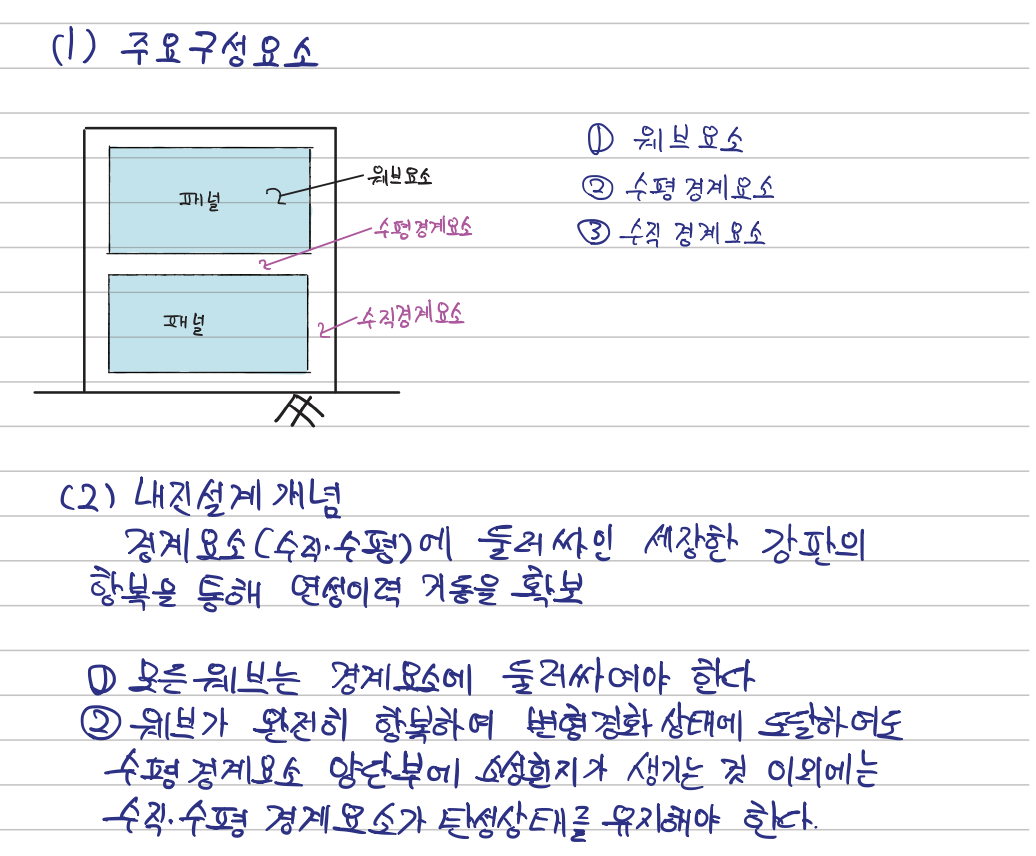 (1) 주요구성요소
① 웨브요소
패널
웨브요소
② 수평경계요소
수평경계요소
③ 수직 경계요소
패널
수직경계요소
(2) 내진설계 개념
경계요소(수직·수평)에 둘러싸인 세장한 강판의
항복을 통해 연성이력 거동을 확보
① 모든 웨브는 경계요소에 둘러싸여야 한다
② 웨브가 완전히 항복하여 변형경화 상태에 도달하여도
수평경계요소 양단부에 소성힌지가 생기는 것 이외에는
수직·수평 경계요소가 탄성상태를 유지해야 한다.